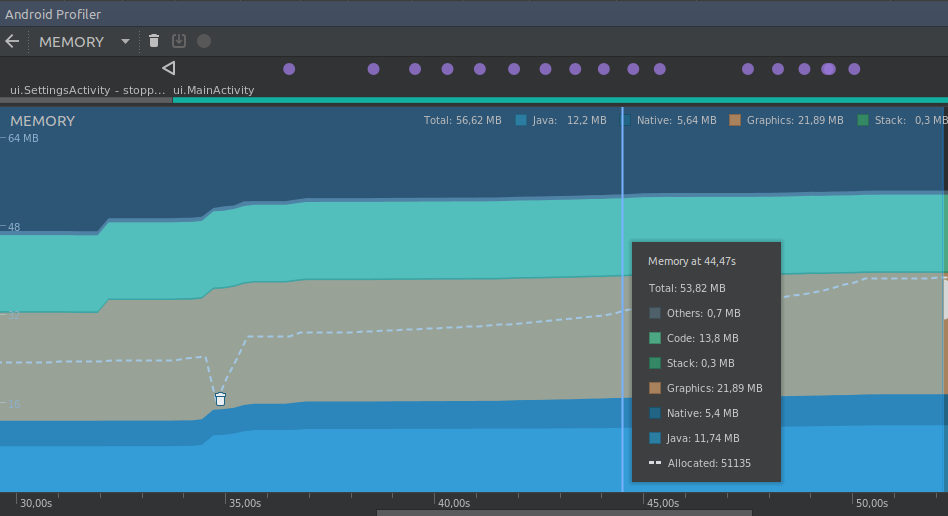 Android Profiler
MEMORY
ui.SettingsActivity - stopp... ui.MainActivity
MEMORY
Total: 56,62 MB Java: 12,2 MB Native: 5,64 MB Graphics: 21,89 MB Stack: 0,3 MB
64 MB
48
32
16
Memory at 44,47s
Total: 53,82 MB
Others: 0,7 MB
Code: 13,8 MB
Stack: 0,3 MB
Graphics: 21,89 MB
Native: 5,4 MB
Java: 11,74 MB
Allocated: 51135
30,00s 35,00s 40,00s 45,00s 50,00s